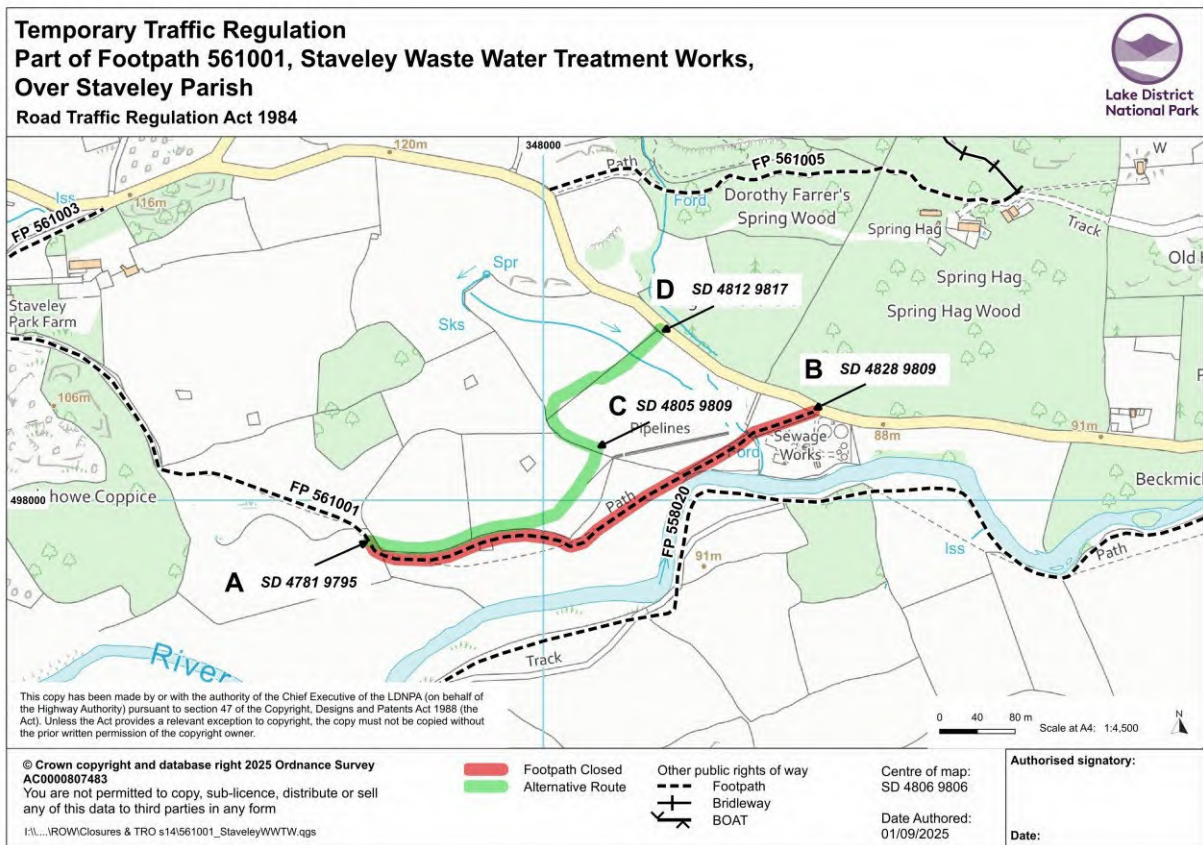 Temporary Traffic Regulation
Part of Footpath 561001, Staveley Waste Water Treatment Works,
Over Staveley Parish
Road Traffic Regulation Act 1984
Lake District
National Park
120m
348000
Path
FP 561005
W
Iss
116m
FP 561003
Ford
Dorothy Farrer's
Spring Wood
Spring Hag
Track
Spr
Old H
Spring Hag
D
SD 4812 9817
Staveley
Park Farm
Sks
Spring Hag Wood
B
SD 4828 9809
106m
C
SD 4805 9809
Pipelines
Sewage
Works
88m
91m
Ford
498000
howe Coppice
FP 561001
Path
FP 558020
Beckmick
Iss
Path
A
SD 4781 9795
91m
River
Track
This copy has been made by or with the authority of the Chief Executive of the LDNPA (on behalf of
the Highway Authority) pursuant to section 47 of the Copyright, Designs and Patents Act 1988 (the
Act). Unless the Act provides a relevant exception to copyright, the copy must not be copied without
the prior written permission of the copyright owner.
0 40 80 m
Scale at A4: 1:4,500
N
© Crown copyright and database right 2025 Ordnance Survey
AC0000807483
You are not permitted to copy, sub-licence, distribute or sell
any of this data to third parties in any form
I:\\....\ROW\Closures & TRO s14\561001_StaveleyWWTW.qgs
Footpath Closed
Alternative Route
Other public rights of way
Footpath
Bridleway
BOAT
Centre of map:
SD 4806 9806
Date Authored:
01/09/2025
Authorised signatory:
Date: